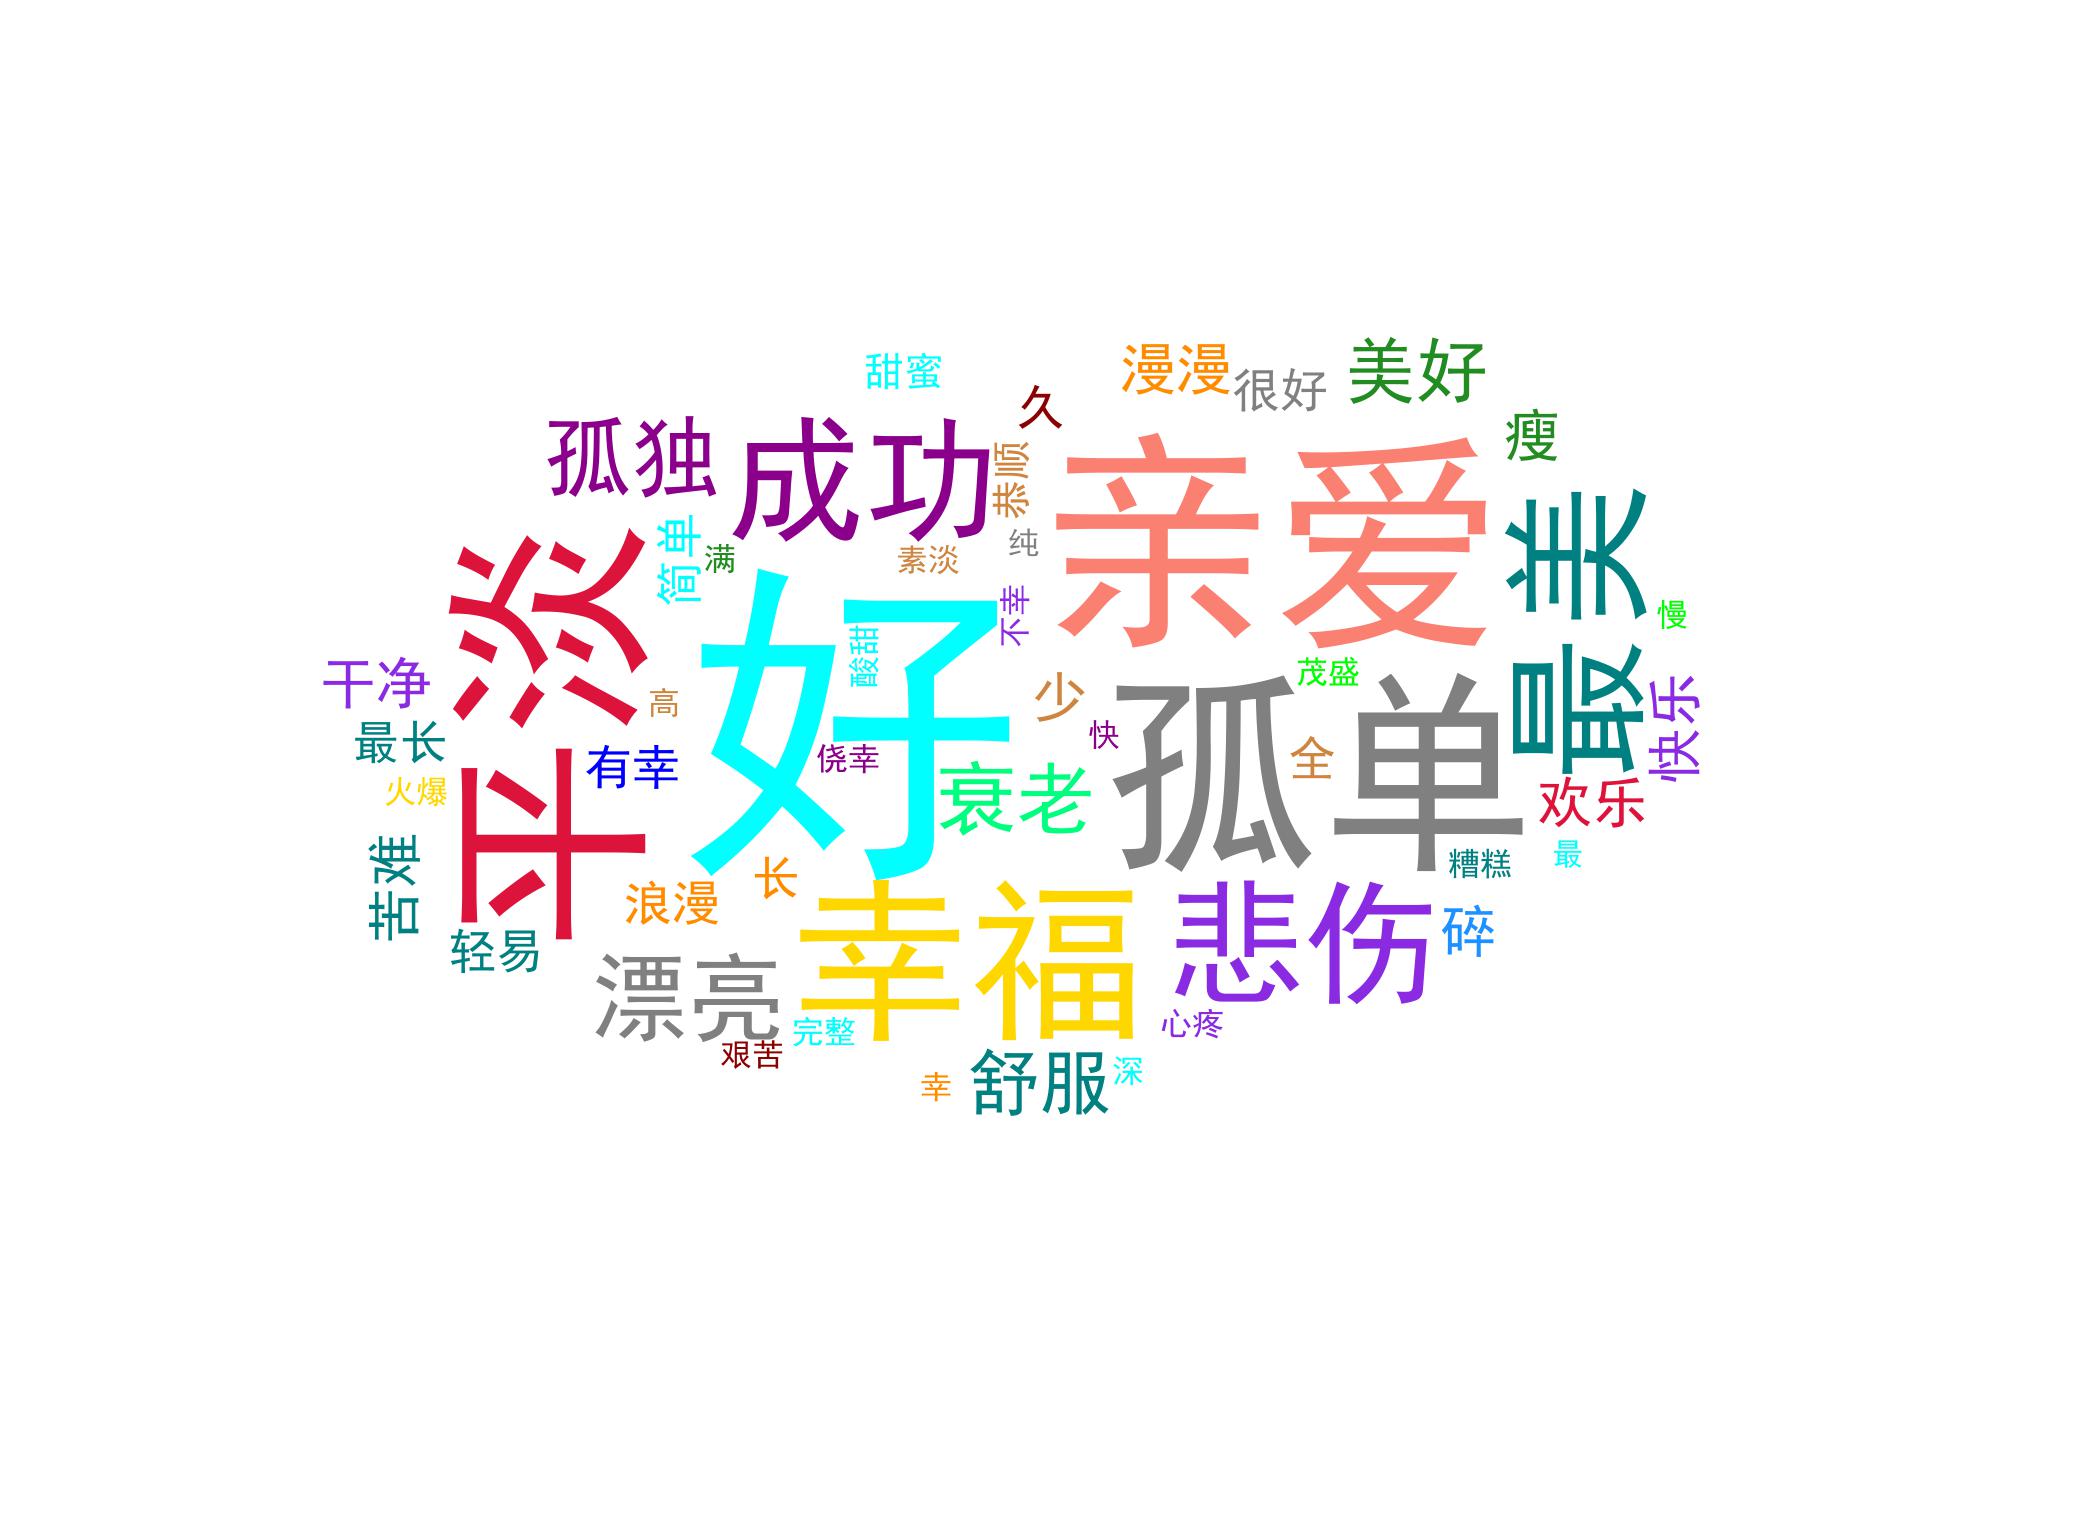 甜蜜
久
漫漫
很好
美好
瘦
孤独
成功
恭顺
亲爱
最美
简单
满
素淡
纯
平淡
好
酸甜
不幸
慢
干净
高
少
茂盛
孤单
快乐
最长
有幸
侥幸
快
全
火爆
衰老
欢乐
苦难
长
糟糕
最
浪漫
幸福
悲伤
碎
轻易
漂亮
完整
心疼
艰苦
幸
舒服
深